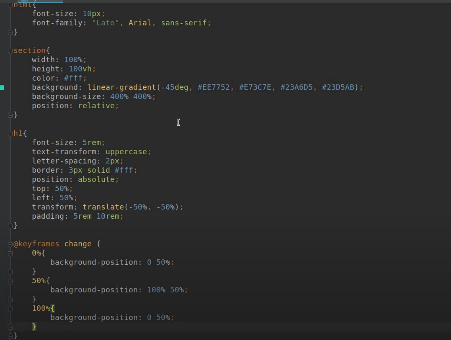 html{
font-size: 10px;
font-family: "Lato", Arial, sans-serif;
}
section{
width: 100%;
height: 100vh;
color: #fff;
background: linear-gradient(-45deg, #EE7752, #E73C7E, #23A6D5, #23D5AB);
background-size: 400% 400%;
position: relative;
}
h1{
font-size: 5rem;
text-transform: uppercase;
letter-spacing: 2px;
border: 3px solid #fff;
position: absolute;
top: 50%;
left: 50%;
transform: translate(-50%, -50%);
padding: 5rem 10rem;
}
@keyframes change {
0%{
background-position: 0 50%;
}
50%{
background-position: 100% 50%;
}
100%{
background-position: 0 50%;
}
}